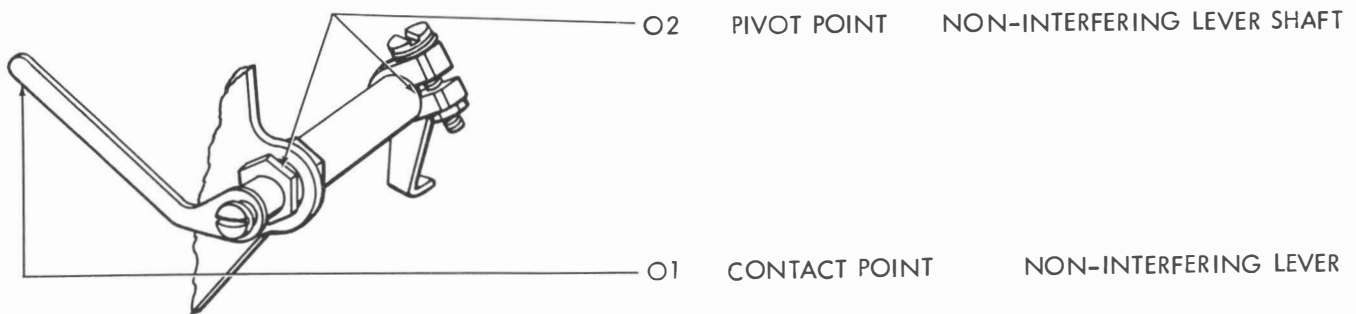 O2 PIVOT POINT NON-INTERFERING LEVER SHAFT
O1 CONTACT POINT NON-INTERFERING LEVER